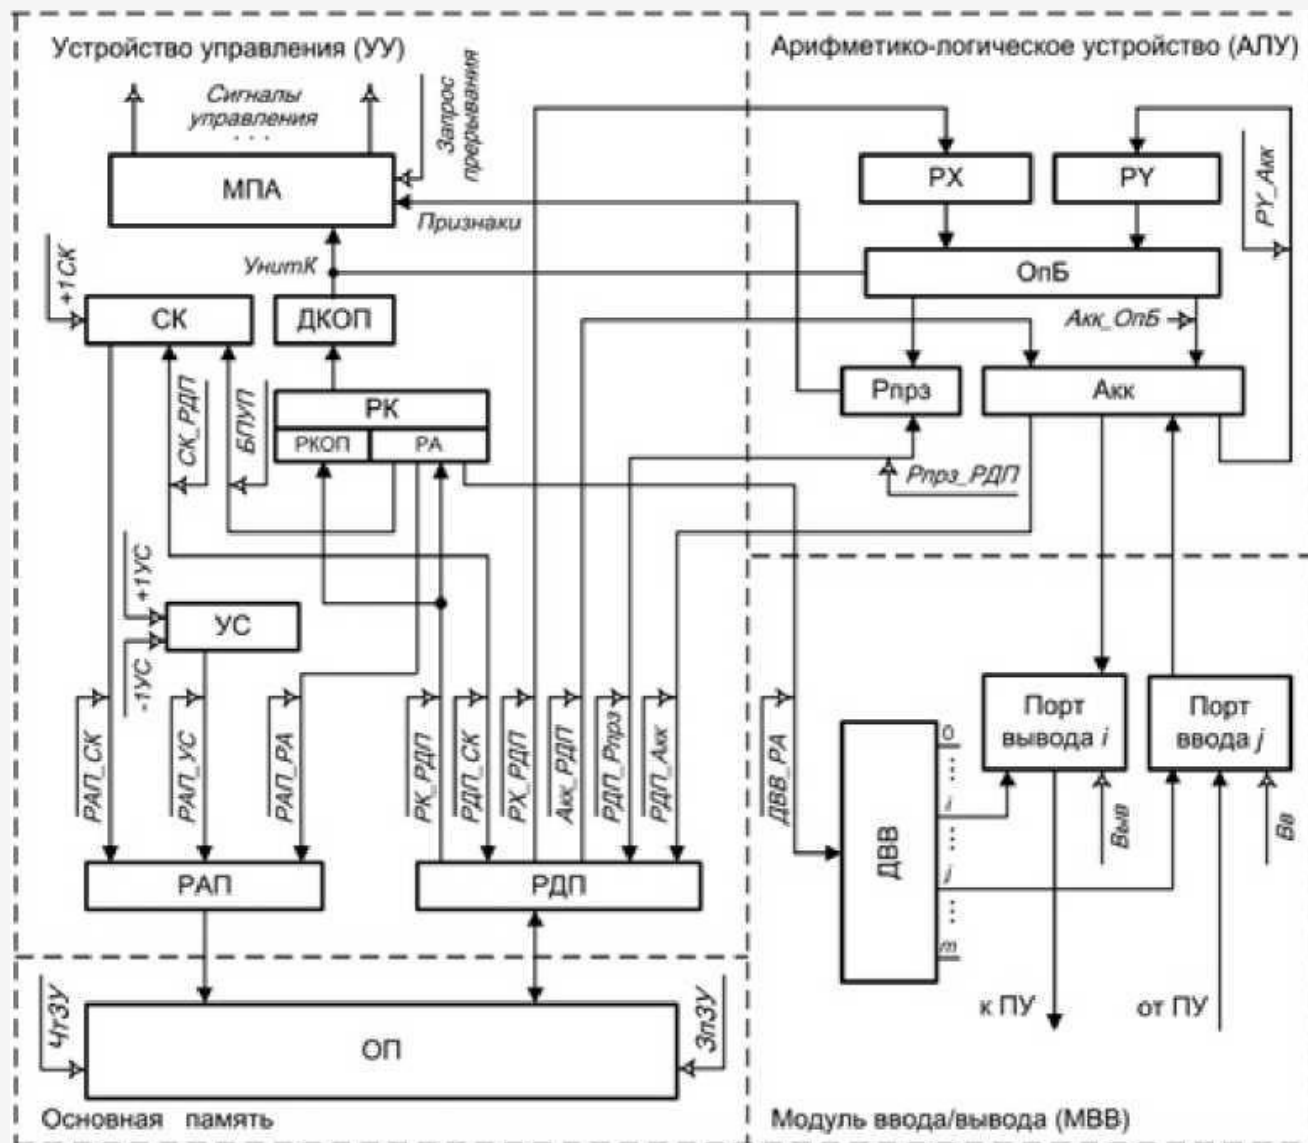 Устройство управления (УУ)
Арифметико-логическое устройство (АЛУ)
Сигналы
управления
. . .
Запрос
прерывания
МПА
Признаки
РХ
РY
РY_Акк
УнитК
ОпБ
+1СК
СК
ДКОП
Акк_ОпБ
РК
РКОП
РА
Рпрз
Акк
СК_РДП
БПУП
Рпрз_РДП
+1УС
УС
-1УС
РАП_СК
РАП_УС
РАП_РА
РК_РДП
РДП_СК
РХ_РДП
Акк_РДП
РДП_Рпрз
РДП_Акк
ДВВ_РА
Порт
вывода i
Порт
ввода j
0
i
j
m
ДВВ
Выв
Вв
РАП
РДП
к ПУ
от ПУ
ЧтЗУ
ОП
ЗпЗУ
Основная память
Модуль ввода/вывода (МВВ)